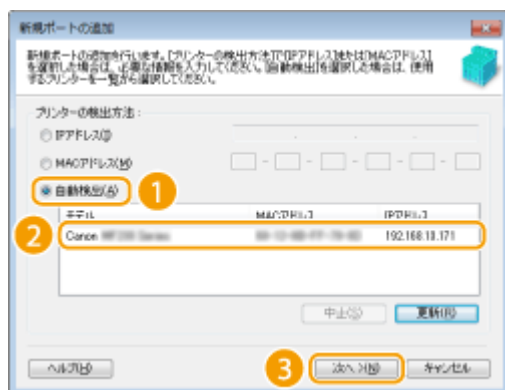 新規ポートの追加
新規ポートの追加を行います。[プリンターの検出方法]で[IPアドレス]または[MACアドレス]
を選択した場合は、必要な情報を入力してください。[自動検出]を選択した場合は、使用
するプリンターを一覧から選択してください。
プリンターの検出方法:
IPアドレス(I)
MACアドレス(M)
自動検出(A) 1
モデル MACアドレス IPアドレス
2 Canon 192.168.10.171
中止(S) 更新(R)
ヘルプ(H) 3 次へ >(N) キャンセル